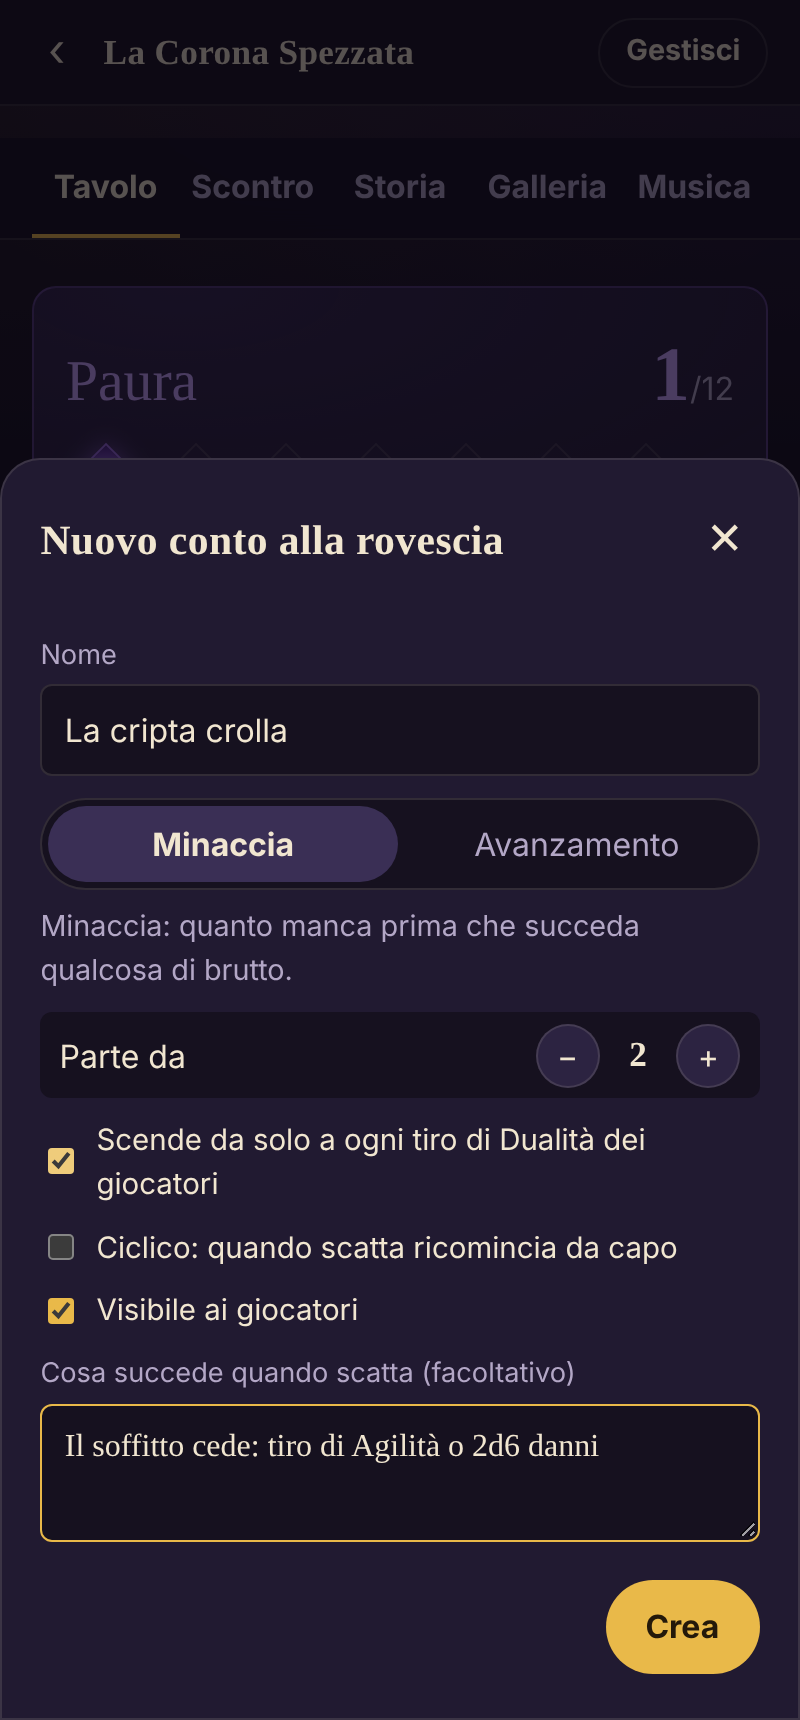 La Corona Spezzata
Gestisci
Tavolo Scontro Storia Galleria Musica
Paura
1/12
Nuovo conto alla rovescia
Nome
La cripta crolla
Minaccia Avanzamento
Minaccia: quanto manca prima che succeda
qualcosa di brutto.
Parte da − 2 +
Scende da solo a ogni tiro di Dualità dei
giocatori
Ciclico: quando scatta ricomincia da capo
Visibile ai giocatori
Cosa succede quando scatta (facoltativo)
Il soffitto cede: tiro di Agilità o 2d6 danni
Crea